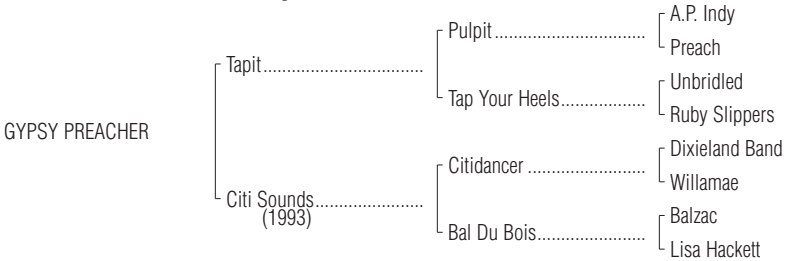 A.P. Indy
Pulpit..............................
Preach
Tapit..................................
Unbridled
Tap Your Heels..................
Ruby Slippers
GYPSY PREACHER
Dixieland Band
Citidancer .........................
Willamae
Citi Sounds.......................
(1993)
Balzac
Bal Du Bois.......................
Lisa Hackett